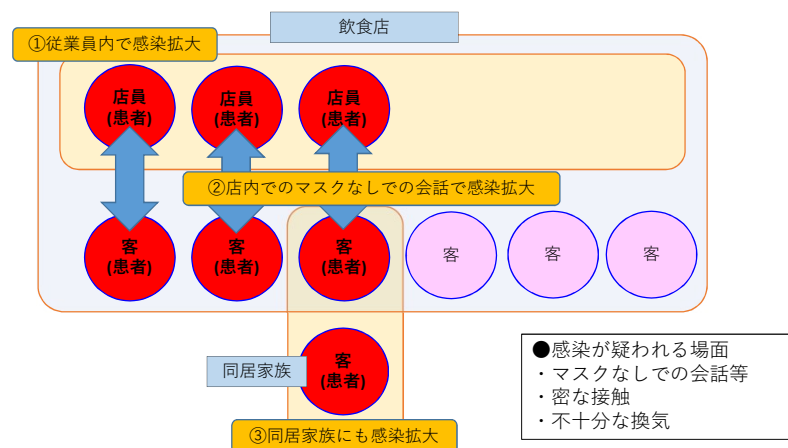 飲食店
①従業員内で感染拡大
店員
(患者)
店員
(患者)
店員
(患者)
②店内でのマスクなしでの会話で感染拡大
客
(患者)
客
(患者)
客
(患者)
客
客
客
同居家族
客
(患者)
③同居家族にも感染拡大
●感染が疑われる場面
・マスクなしでの会話等
・密な接触
・不十分な換気